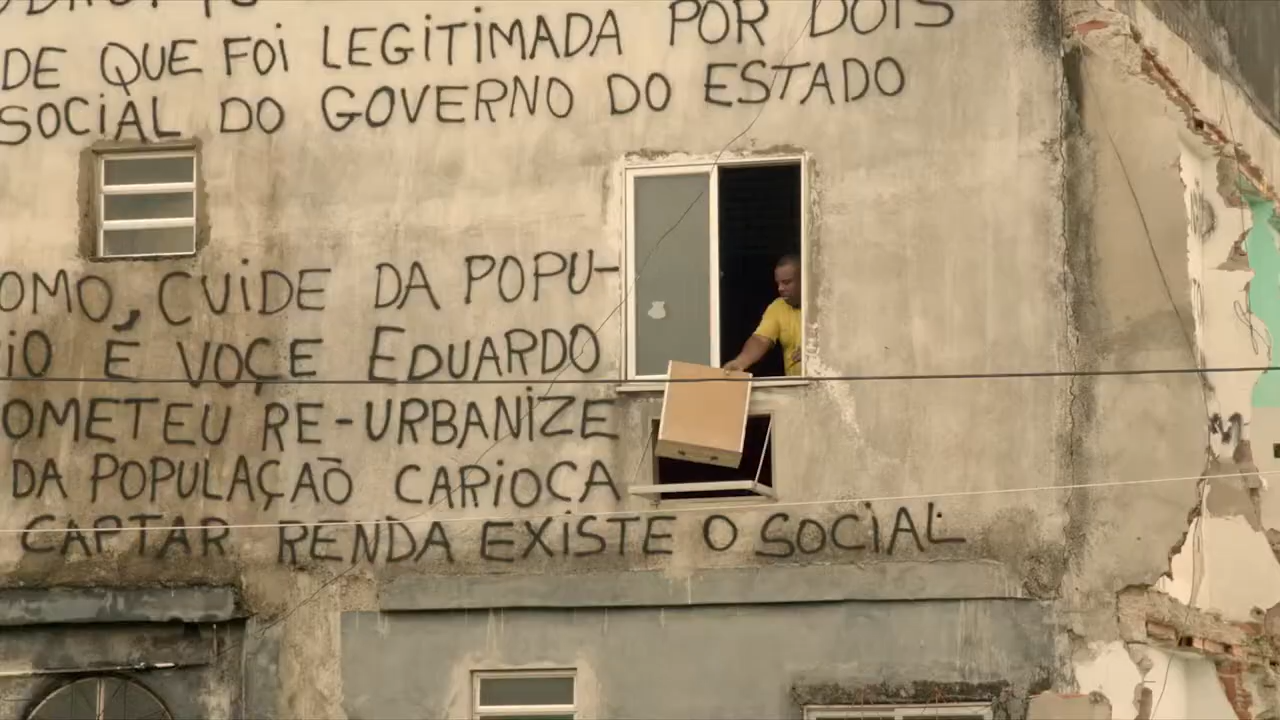 DE QUE FOI LEGITIMADA POR DOIS
SOCIAL DO GOVERNO DO ESTADO
OMO, CUIDE DA POPU-
IO É VOÇE EDUARDO
OMETEU RE-URBANIZE
DA POPULAÇAÕ CARIOCA
CAPTAR RENDA EXISTE O SOCIAL.